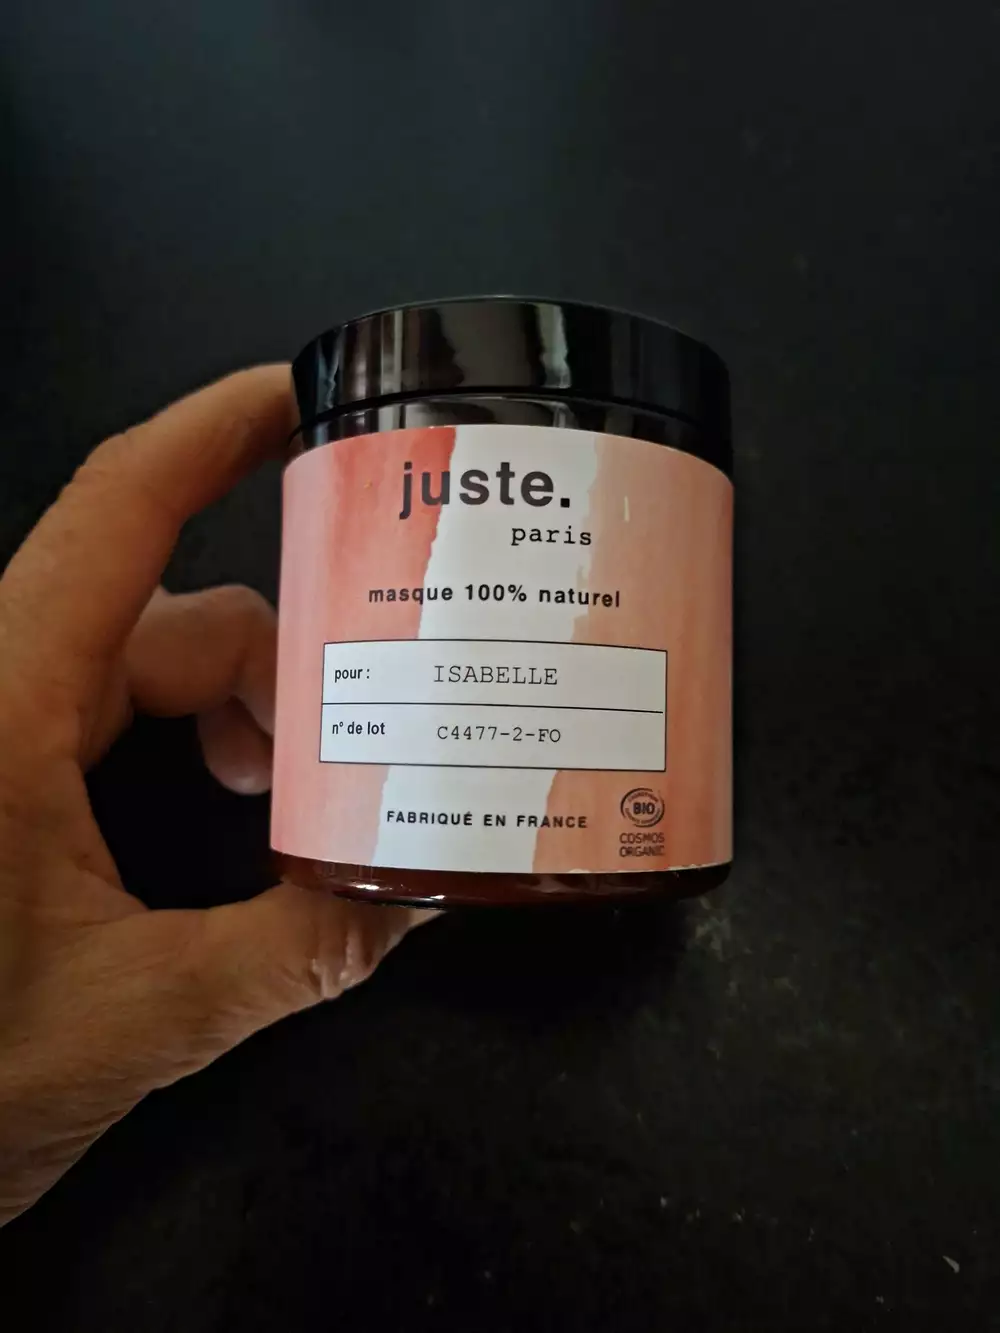 juste.
paris
masque 100% naturel
pour : ISABELLE
n° de lot C4477-2-FO
FABRIQUÉ EN FRANCE
BIO
COSMOS
ORGANIC